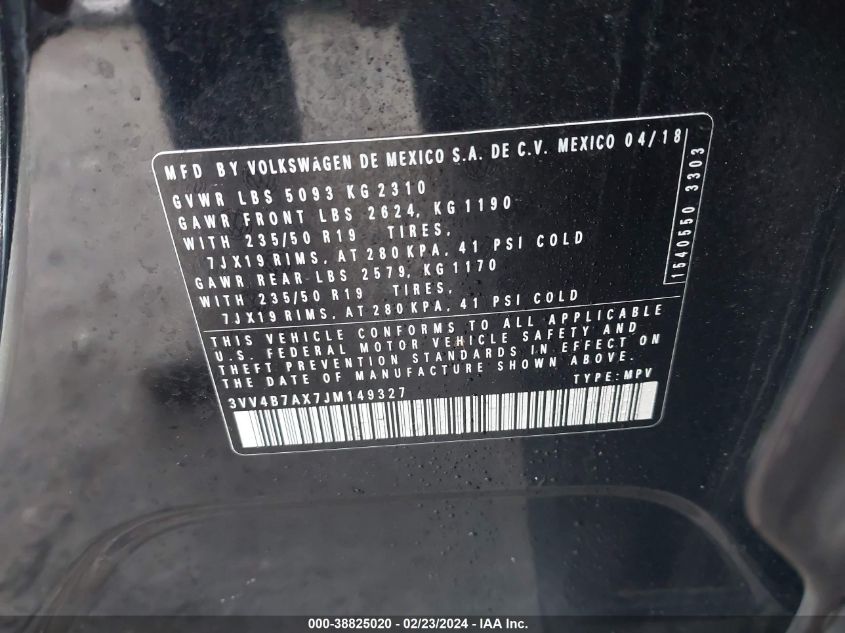 MFD BY VOLKSWAGEN DE MEXICO S.A. DE C.V. MEXICO 04/18
GVWR LBS 5093 KG 2310
GAWR FRONT LBS 2624, KG 1190
WITH 235/50 R19 TIRES,
7JX19 RIMS, AT 280 KPA, 41 PSI COLD
GAWR REAR LBS 2579, KG 1170
WITH 235/50 R19 TIRES,
7JX19 RIMS, AT 280 KPA, 41 PSI COLD
1540550 3303
THIS VEHICLE CONFORMS TO ALL APPLICABLE
U.S. FEDERAL MOTOR VEHICLE SAFETY AND
THEFT PREVENTION STANDARDS IN EFFECT ON
THE DATE OF MANUFACTURE SHOWN ABOVE.
3VV4B7AX7JM149327 TYPE: MPV
000-38825020 - 02/23/2024 - IAA Inc.